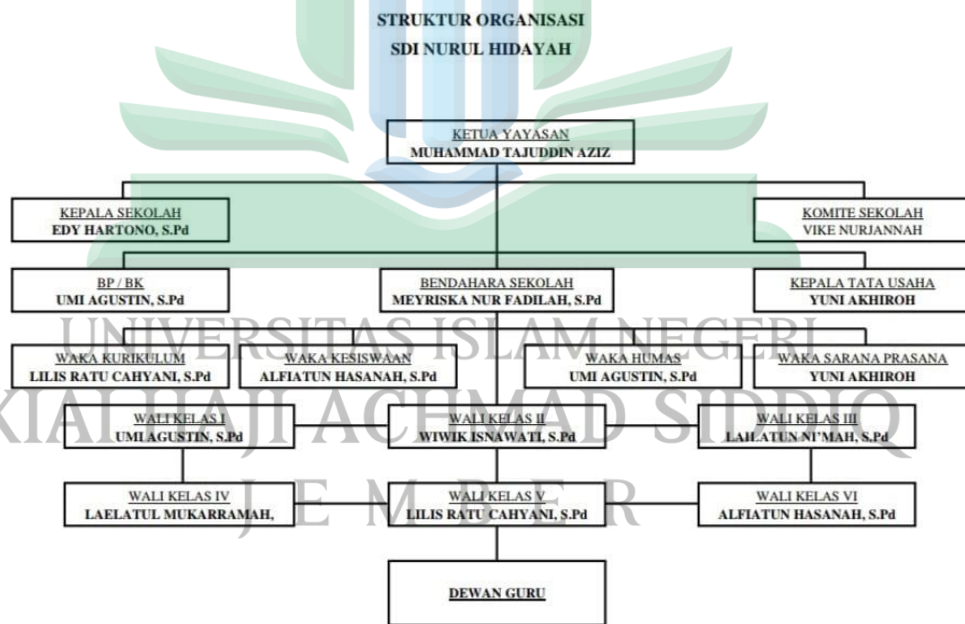 STRUKTUR ORGANISASI
SDI NURUL HIDAYAH
KETUA YAYASAN
MUHAMMAD TAJUDDIN AZIZ
KEPALA SEKOLAH
EDY HARTONO, S.Pd
KOMITE SEKOLAH
VIKE NURJANNAH
BP / BK
UMI AGUSTIN, S.Pd
BENDAHARA SEKOLAH
MEYRISKA NUR FADILAH, S.Pd
KEPALA TATA USAHA
YUNI AKHIROH
UNIVERSITAS ISLAM NEGERI
WAKA KURIKULUM
LILIS RATU CAHYANI, S.Pd
WAKA KESISWAAN
ALFIATUN HASANAH, S.Pd
WAKA HUMAS
UMI AGUSTIN, S.Pd
WAKA SARANA PRASANA
YUNI AKHIROH
KIAI HAJI ACHMAD SIDDIQ
WALI KELAS I
UMI AGUSTIN, S.Pd
WALI KELAS II
WIWIK ISNAWATI, S.Pd
WALI KELAS III
LAILATUN NI'MAH, S.Pd
JEMBER
WALI KELAS IV
LAELATUL MUKARRAMAH,
WALI KELAS V
LILIS RATU CAHYANI, S.Pd
WALI KELAS VI
ALFIATUN HASANAH, S.Pd
DEWAN GURU